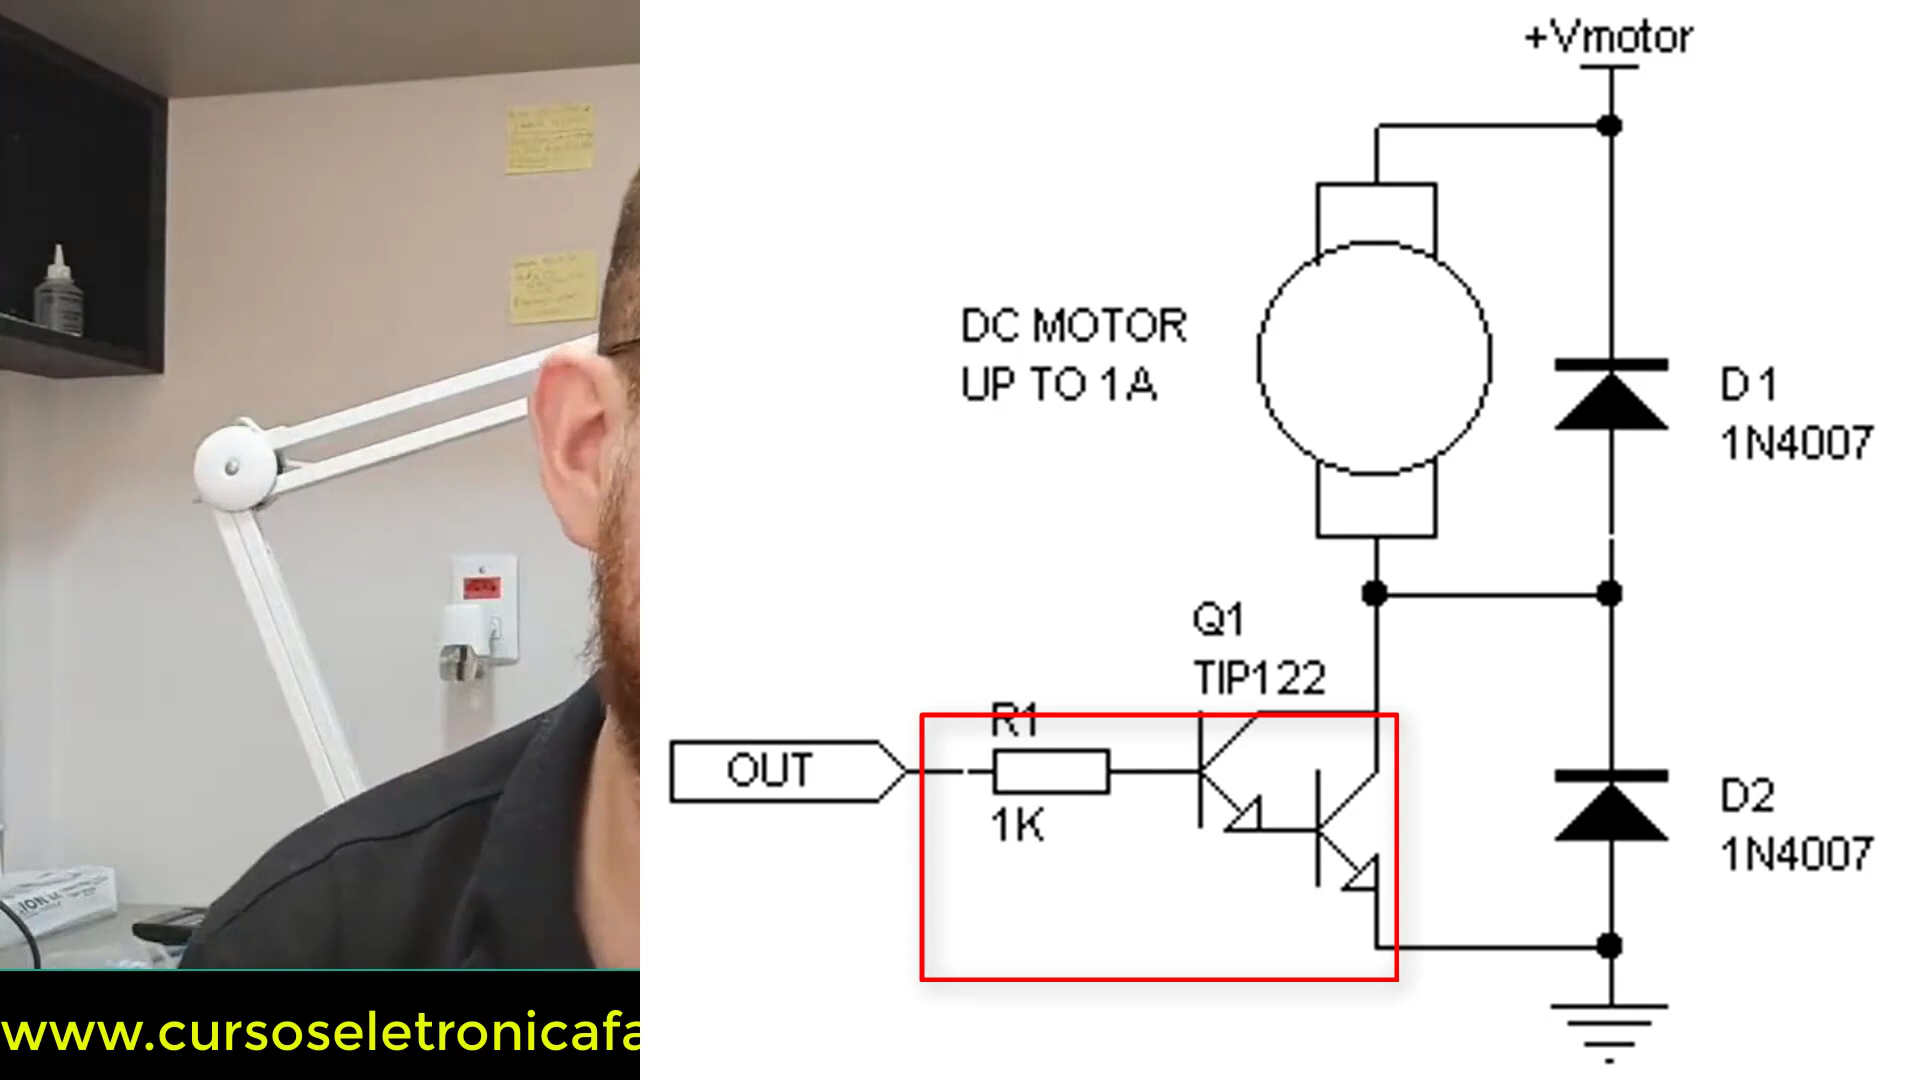 +Vmotor
DC MOTOR
UP TO 1A
D1
1N4007
Q1
TIP122
R1
OUT
1K
D2
1N4007
www.cursoseletronicafa